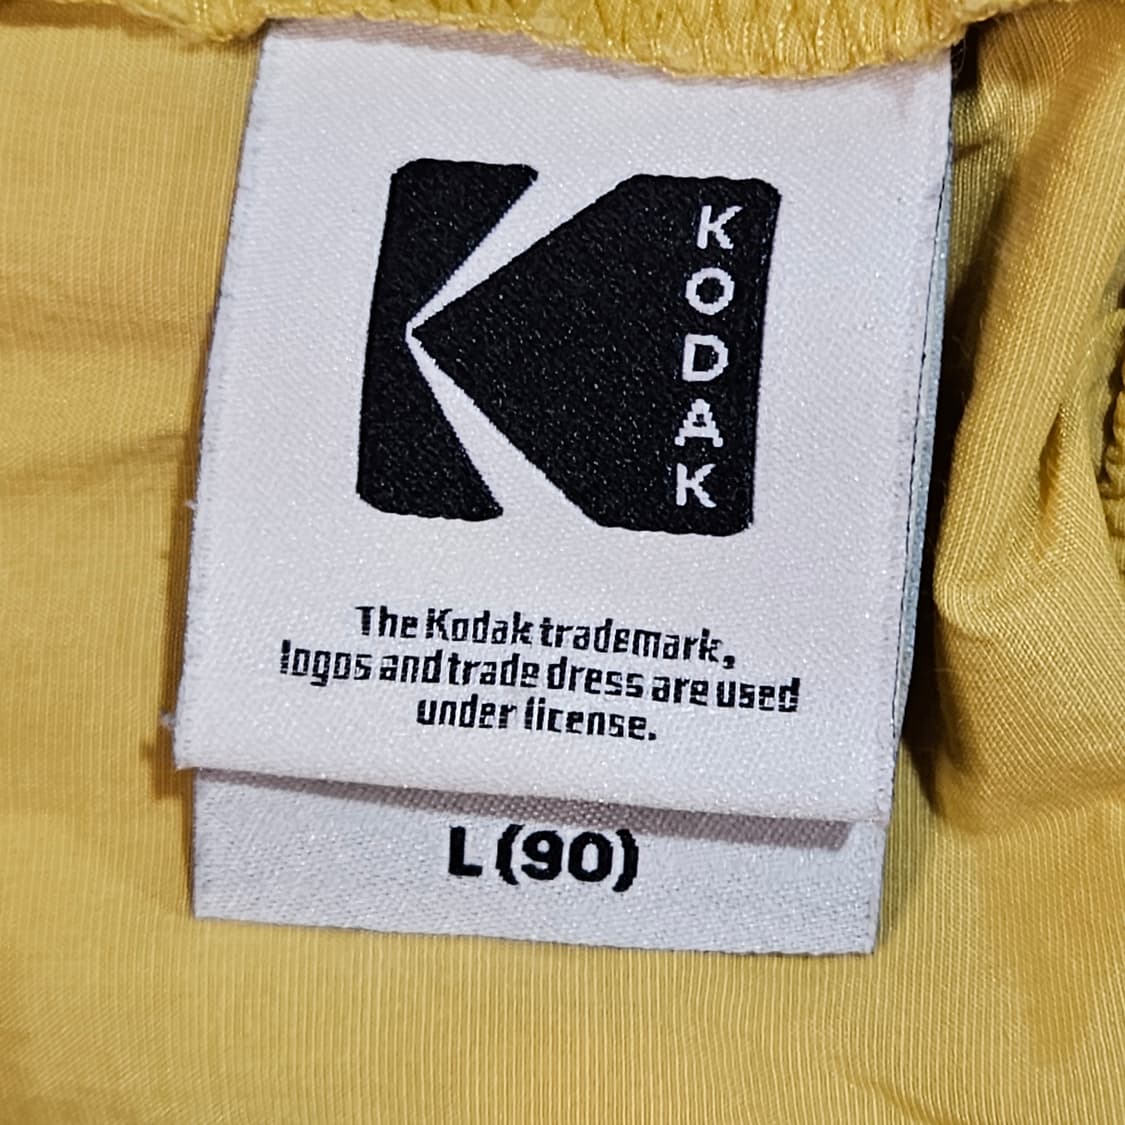 KODAK
The Kodak trademark,
logos and trade dress are used
under license.
L (90)